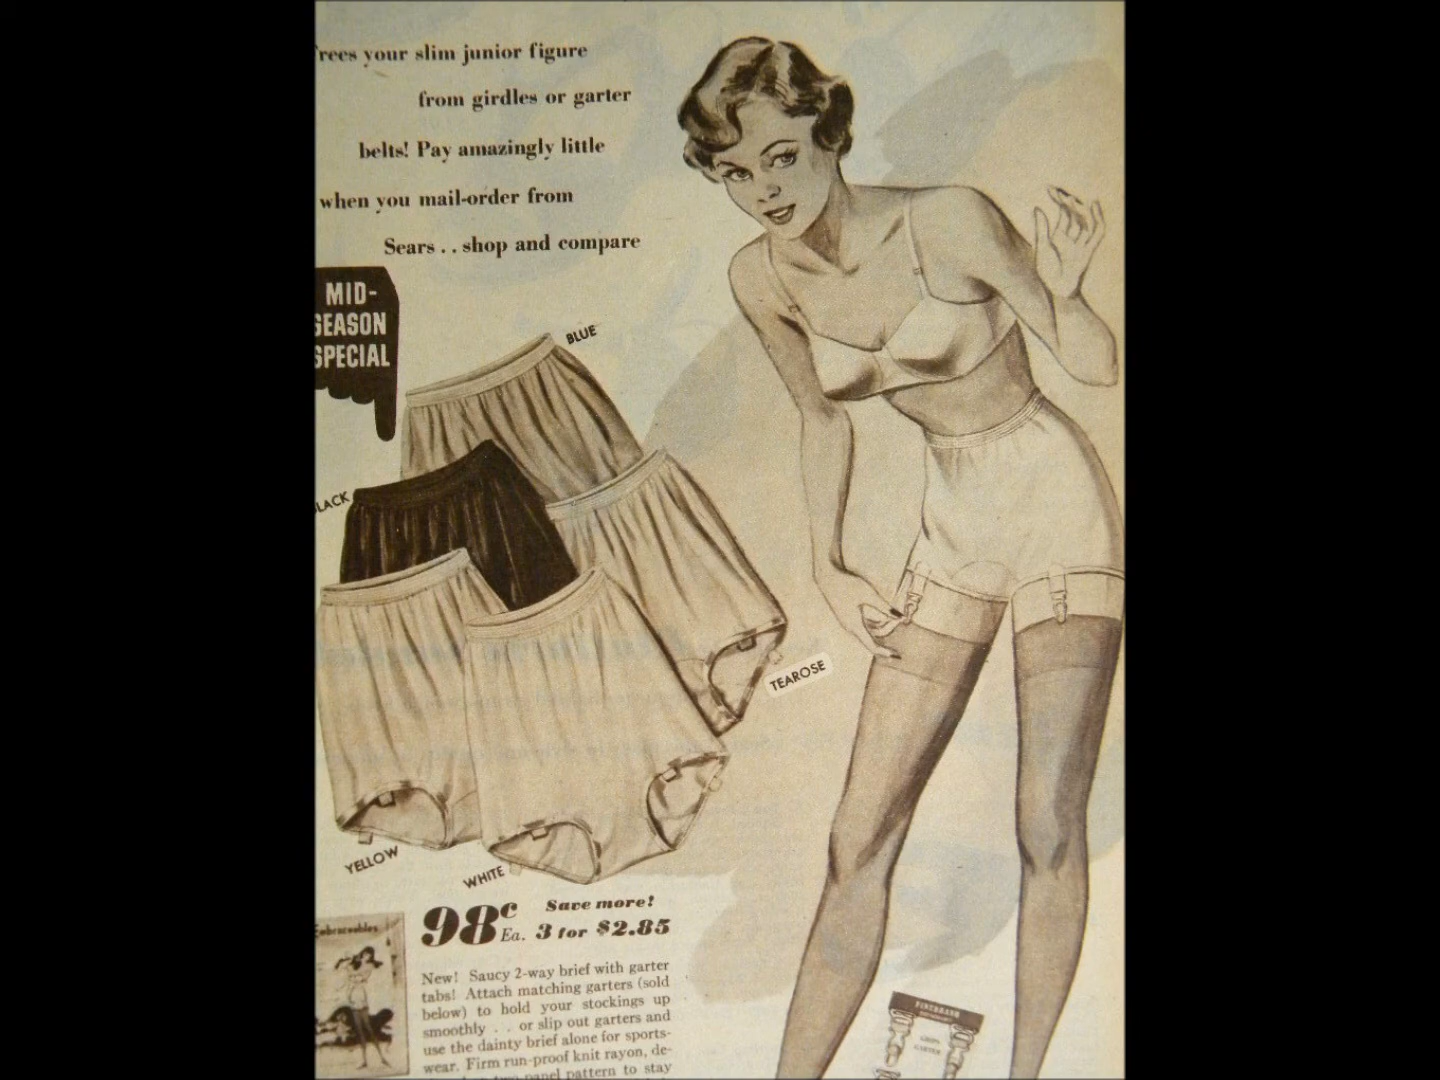 rees your slim junior figure
from girdles or garter
belts! Pay amazingly little
when you mail-order from
Sears . . shop and compare
MID-
SEASON
SPECIAL
BLUE
LACK
TEAROSE
YELLOW
WHITE
98c Ea.
Save more!
3 for $2.85
New! Saucy 2-way brief with garter
tabs! Attach matching garters (sold
below) to hold your stockings up
smoothly . . or slip out garters and
use the dainty brief alone for sports-
wear. Firm run-proof knit rayon, de-
panel pattern to stay